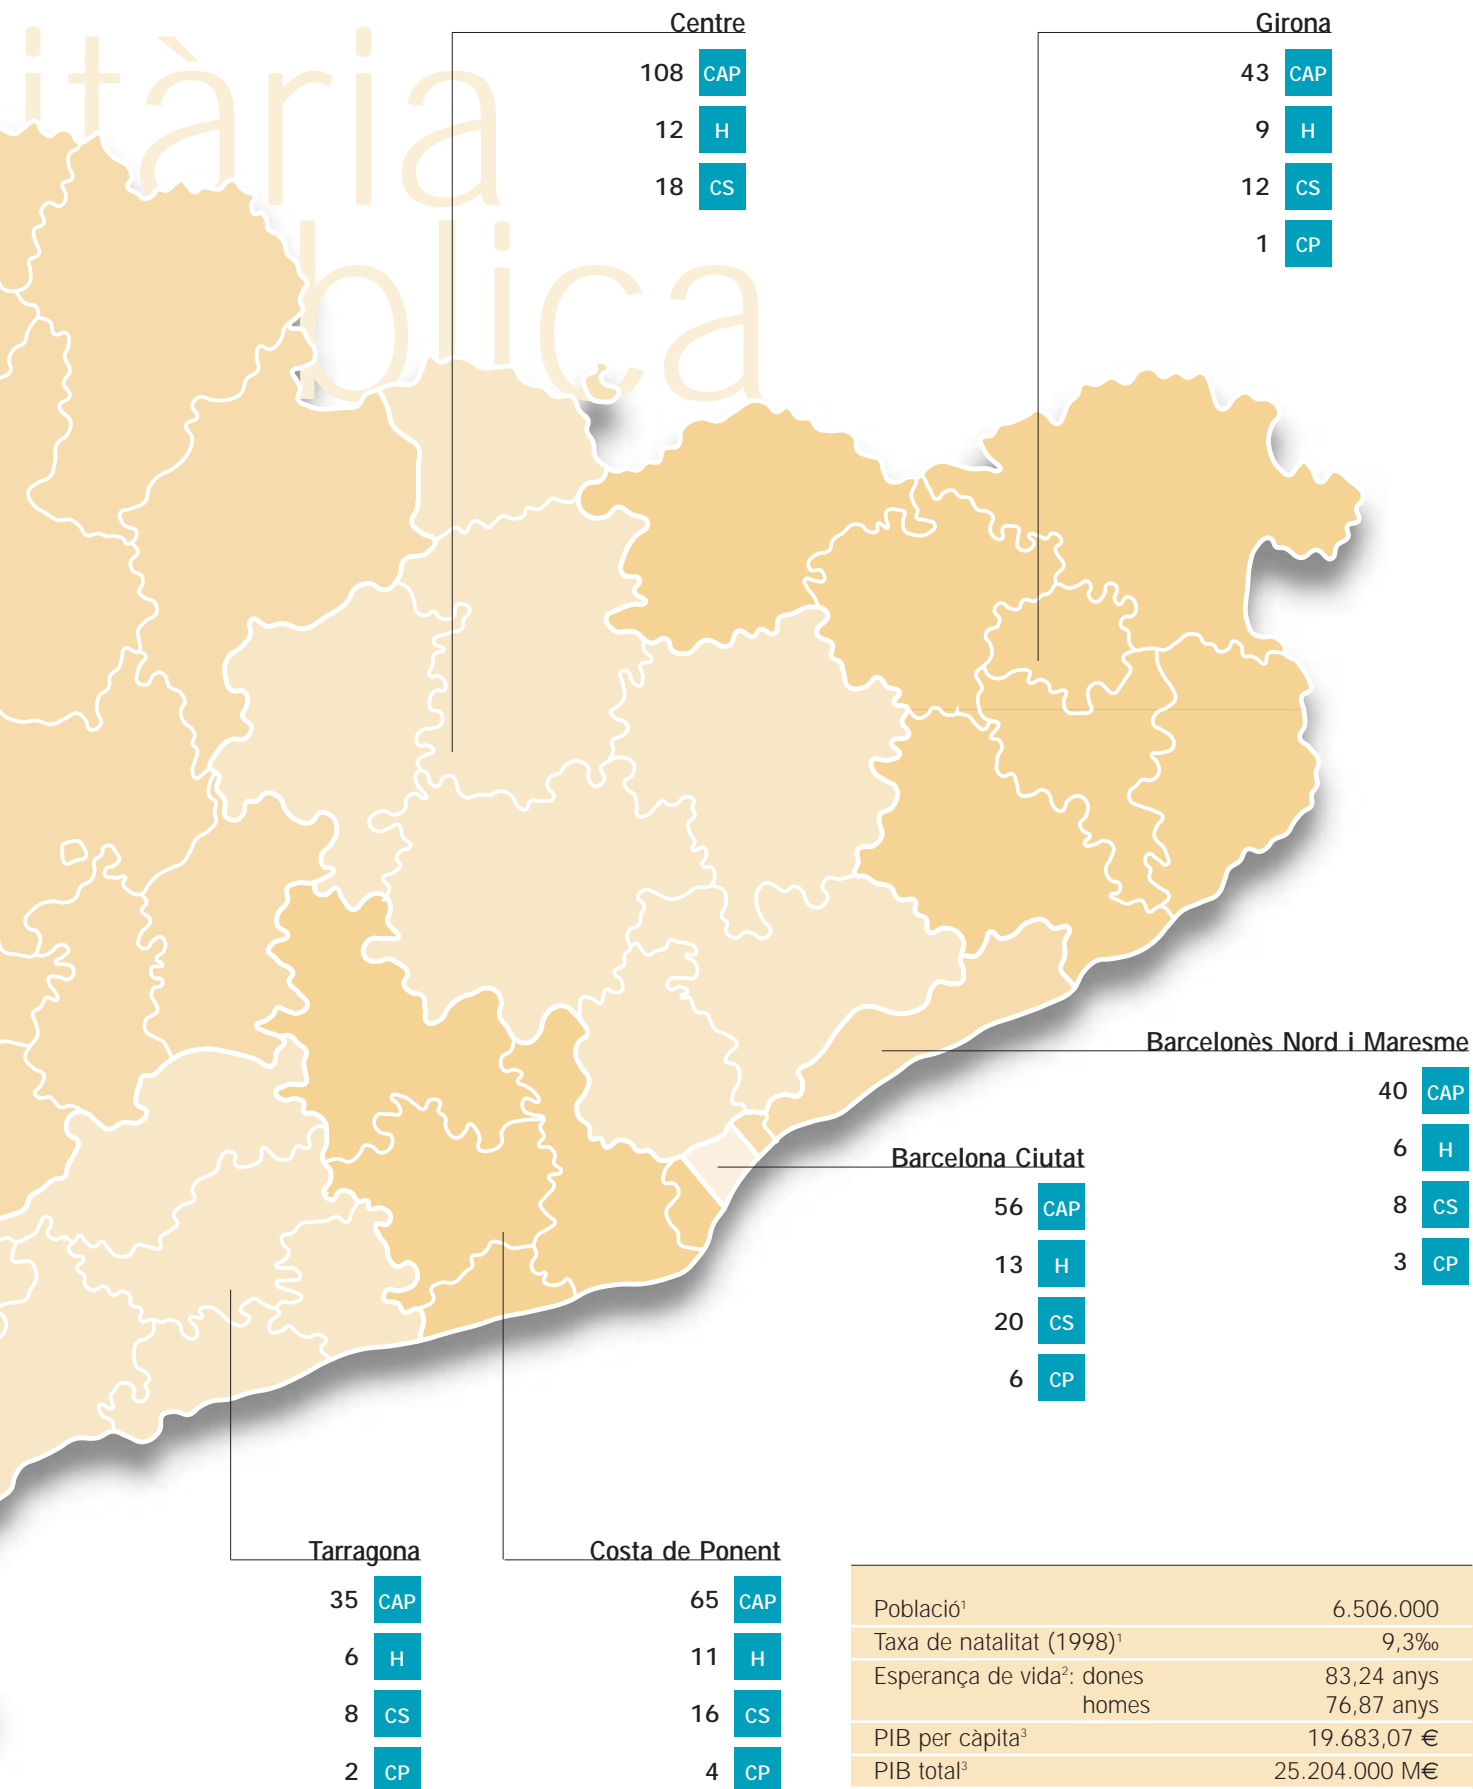 itària
blica
Centre
108 CAP
12 H
18 CS
Girona
43 CAP
9 H
12 CS
1 CP
Barcelonès Nord i Maresme
40 CAP
6 H
8 CS
3 CP
Barcelona Ciutat
56 CAP
13 H
20 CS
6 CP
Tarragona
35 CAP
6 H
8 CS
2 CP
Costa de Ponent
65 CAP
11 H
16 CS
4 CP
Població¹ 6.506.000
Taxa de natalitat (1998)¹ 9,3‰
Esperança de vida²: dones 83,24 anys
homes 76,87 anys
PIB per càpita³ 19.683,07 €
PIB total³ 25.204.000 M€